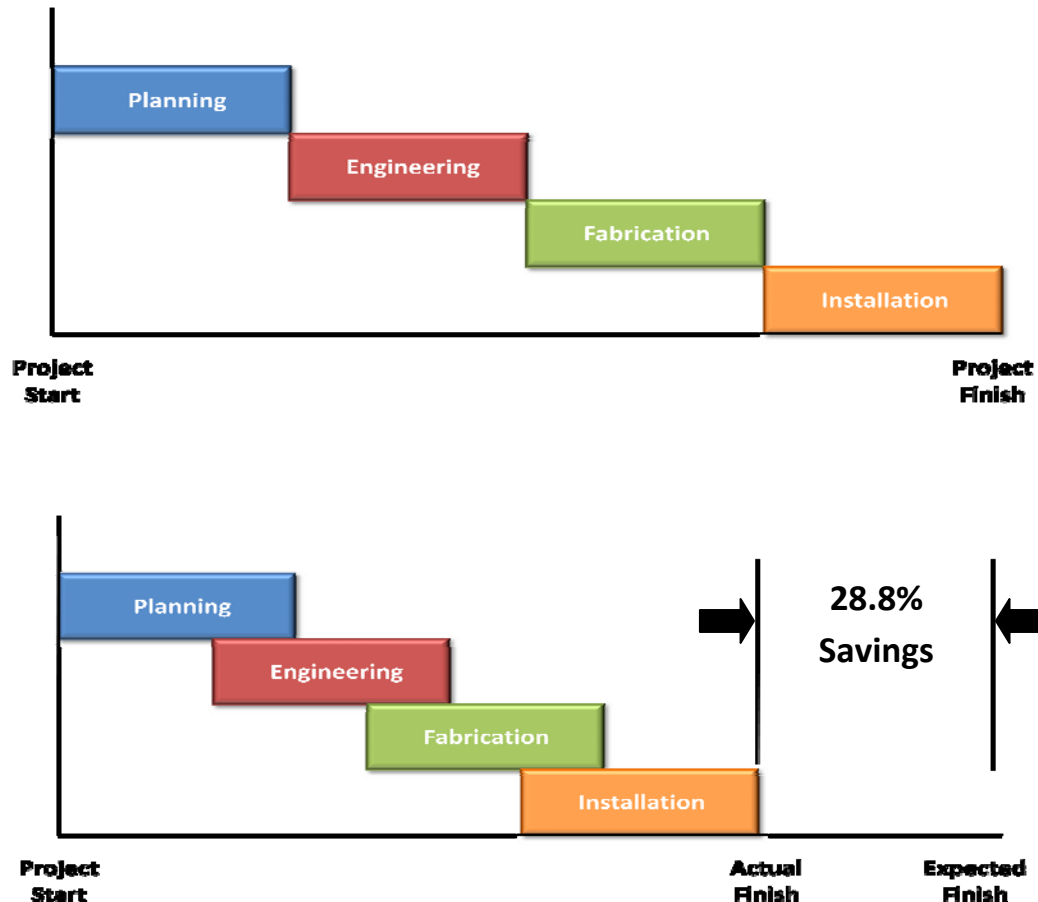 Planning
Engineering
Fabrication
Installation
Project
Start
Project
Finish
Planning
Engineering
Fabrication
Installation
28.8%
Savings
Project
Start
Actual
Finish
Expected
Finish